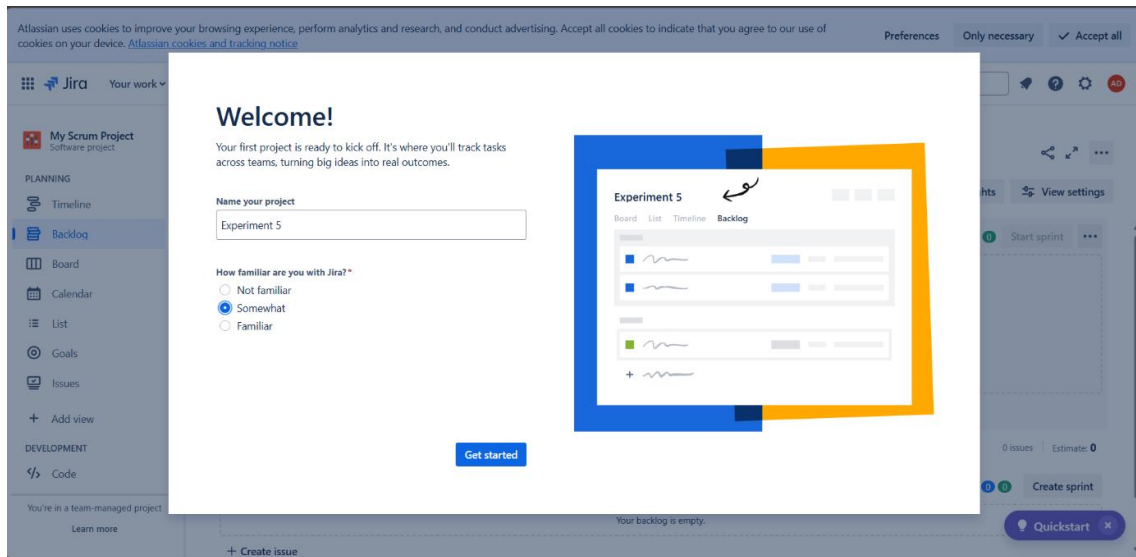 Atlassian uses cookies to improve your browsing experience, perform analytics and research, and conduct advertising. Accept all cookies to indicate that you agree to our use of
cookies on your device. Atlassian cookies and tracking notice
Preferences
Only necessary
Accept all
Jira
Your work
AD
My Scrum Project
Software project
PLANNING
Timeline
Backlog
Board
Calendar
List
Goals
Issues
+ Add view
DEVELOPMENT
Code
You're in a team-managed project
Learn more
Welcome!
Your first project is ready to kick off. It's where you'll track tasks
across teams, turning big ideas into real outcomes.
Name your project
Experiment 5
How familiar are you with Jira?*
Not familiar
Somewhat
Familiar
Get started
Experiment 5
Board List Timeline Backlog
View settings
0 Start sprint
0 issues Estimate: 0
0 0 Create sprint
Your backlog is empty.
+ Create issue
Quickstart